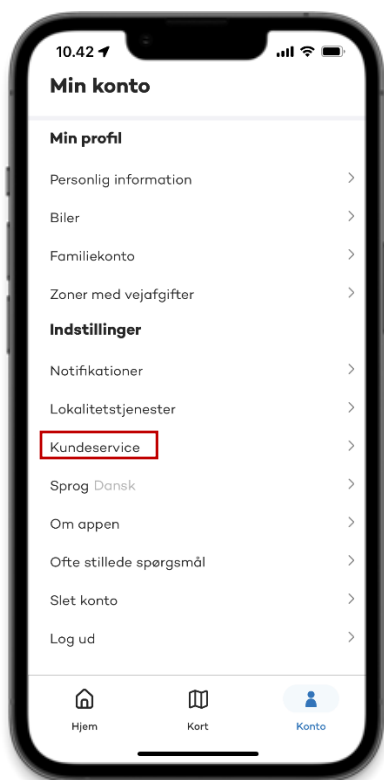 10.42
Min konto
Min profil
Personlig information
Biler
Familiekonto
Zoner med vejafgifter
Indstillinger
Notifikationer
Lokalitetstjenester
Kundeservice
Sprog Dansk
Om appen
Ofte stillede spørgsmål
Slet konto
Log ud
Hjem Kort Konto